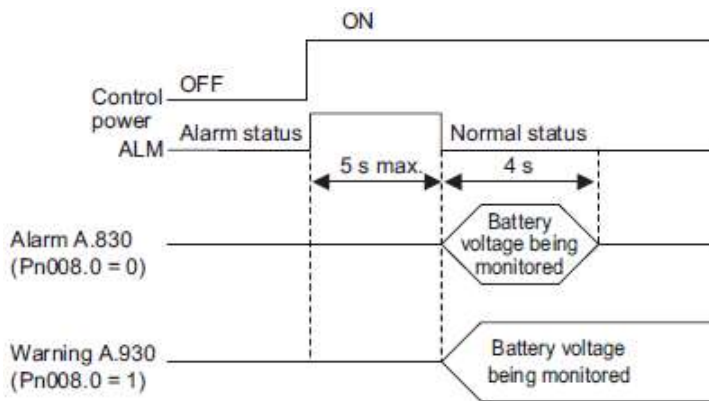 ON
OFF
Control
power
ALM
Alarm status
Normal status
5 s max.
4 s
Alarm A.830
(Pn008.0 = 0)
Battery
voltage being
monitored
Warning A.930
(Pn008.0 = 1)
Battery voltage
being monitored